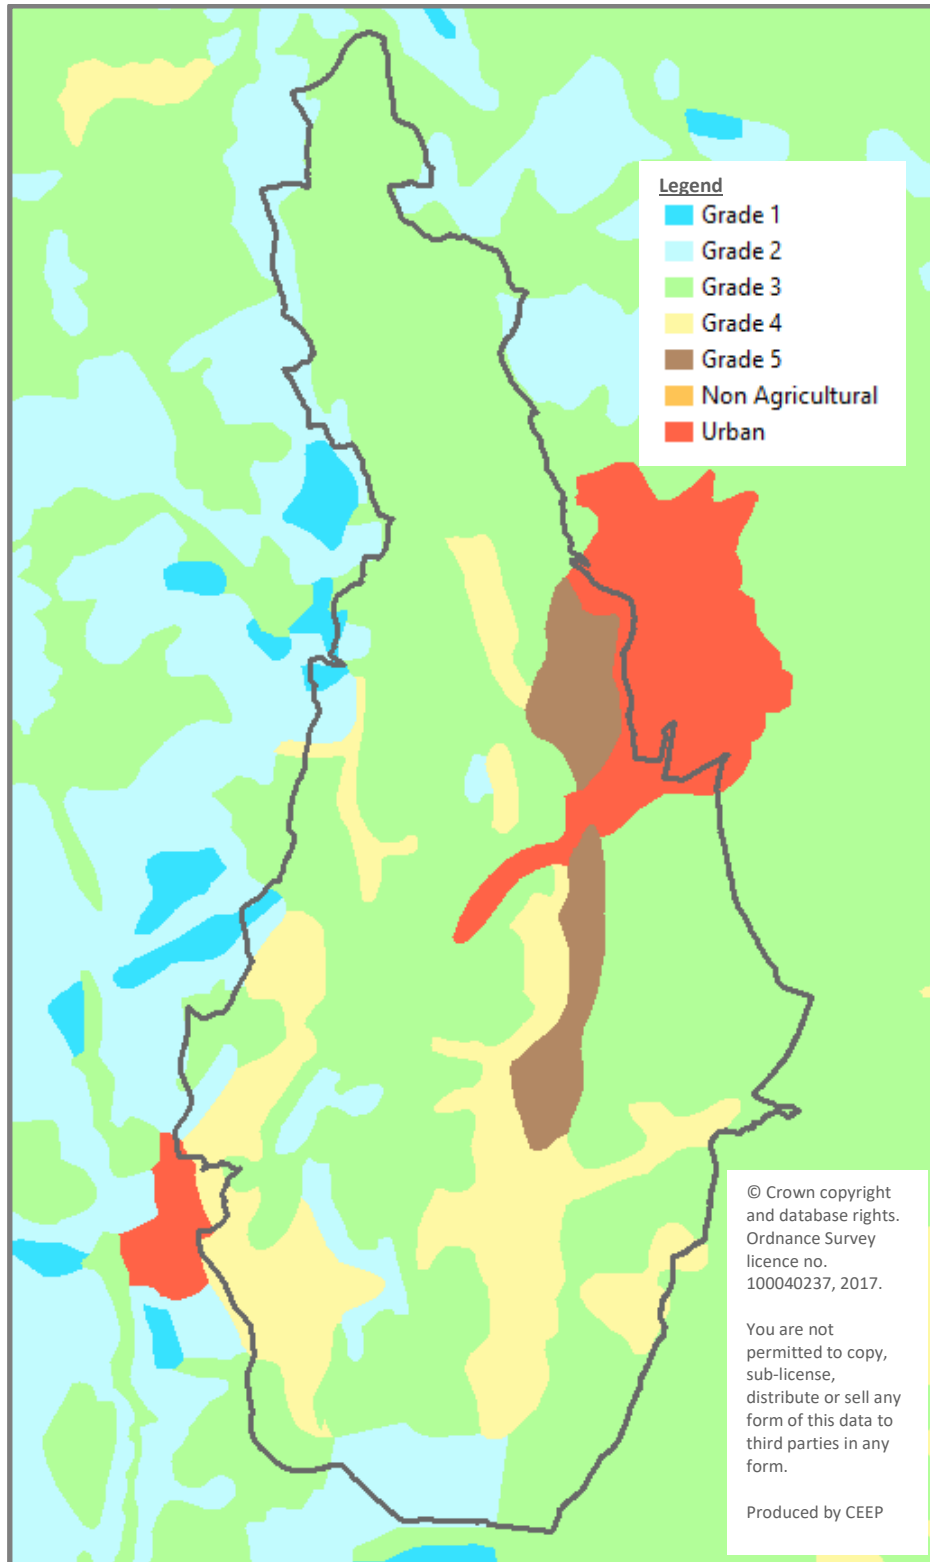 Legend
Grade 1
Grade 2
Grade 3
Grade 4
Grade 5
Non Agricultural
Urban
© Crown copyright
and database rights.
Ordnance Survey
licence no.
100040237, 2017.
You are not
permitted to copy,
sub-license,
distribute or sell any
form of this data to
third parties in any
form.
Produced by CEEP